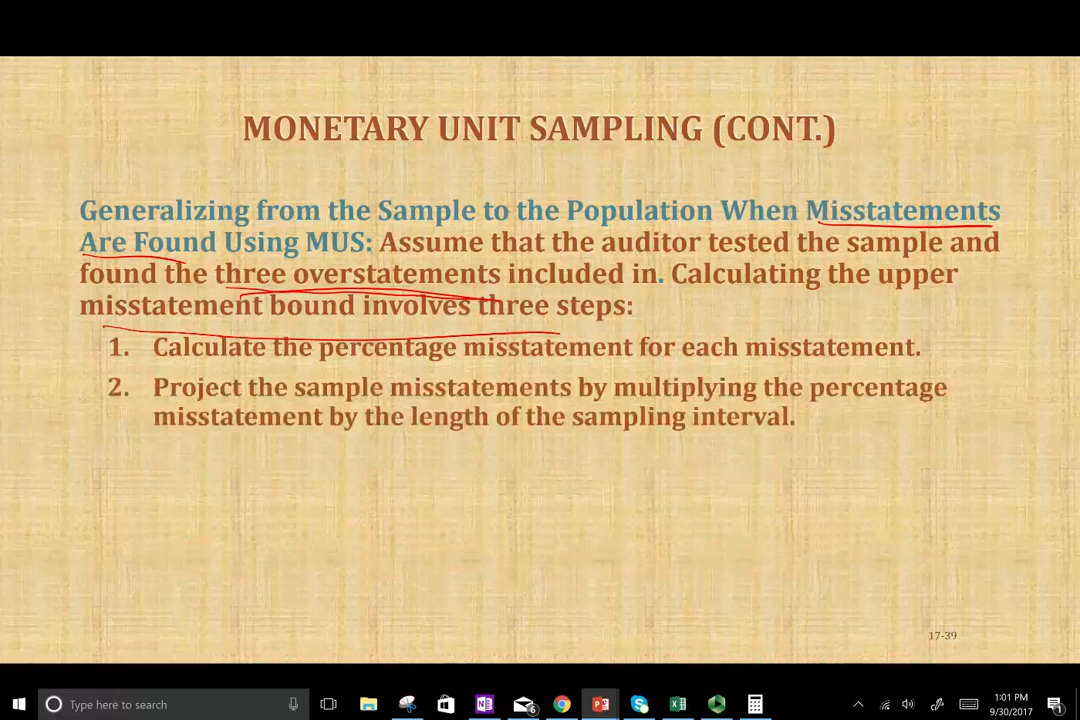 MONETARY UNIT SAMPLING (CONT.)
Generalizing from the Sample to the Population When Misstatements
Are Found Using MUS: Assume that the auditor tested the sample and
found the three overstatements included in. Calculating the upper
misstatement bound involves three steps:
1. Calculate the percentage misstatement for each misstatement.
2. Project the sample misstatements by multiplying the percentage
misstatement by the length of the sampling interval.
17-39
Type here to search
6
1:01 PM
9/30/2017
1